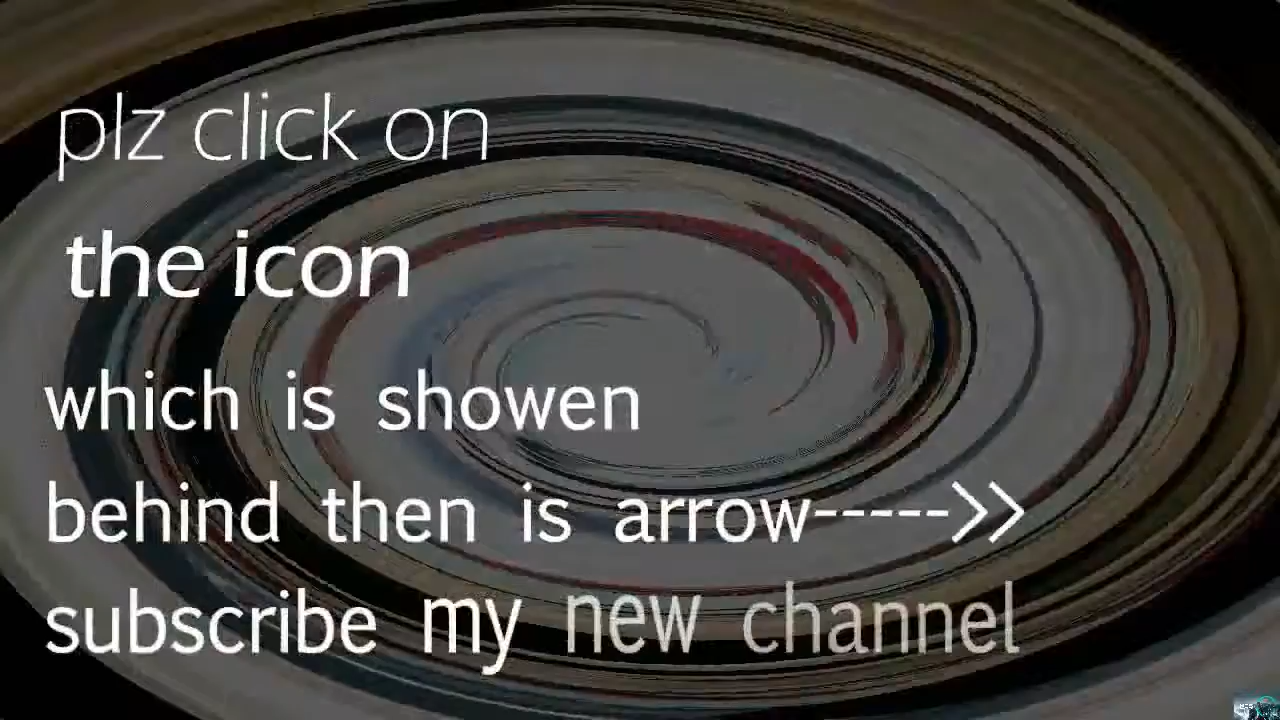 plz click on
the icon
which is showen
behind then is arrow----->>
subscribe my new channel